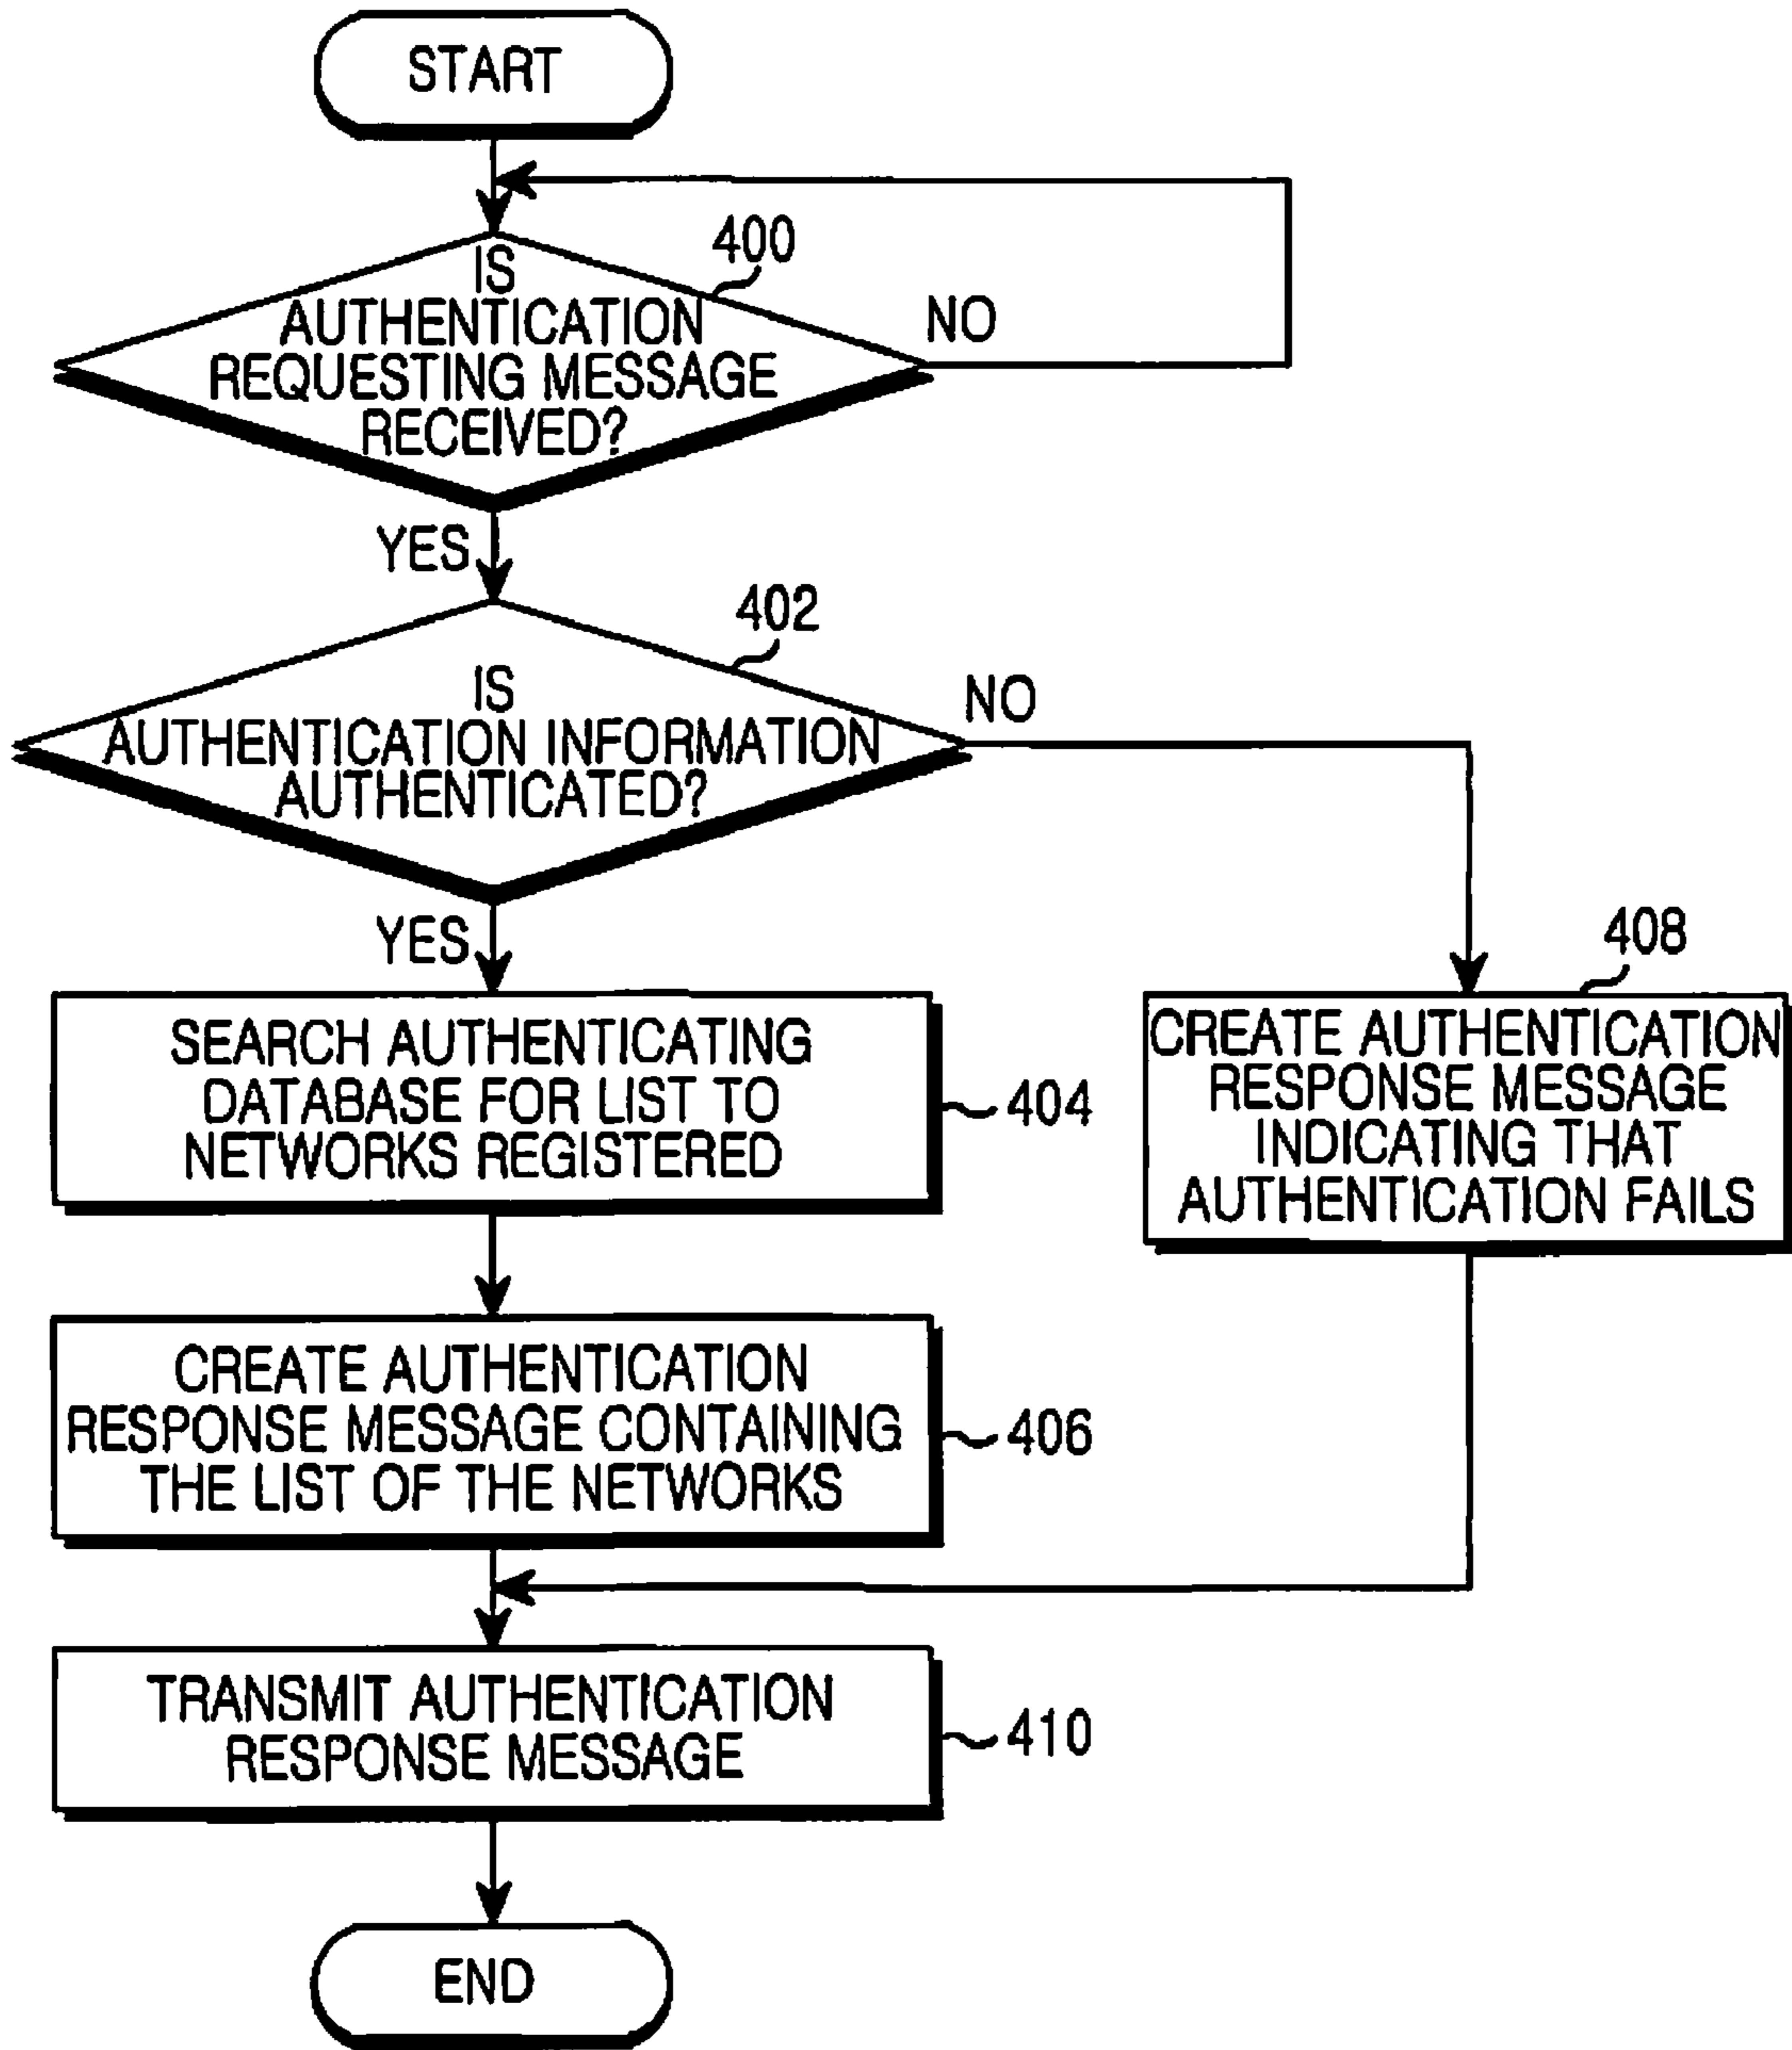 START
400
IS
AUTHENTICATION
REQUESTING MESSAGE
RECEIVED?
NO
YES
402
IS
AUTHENTICATION INFORMATION
AUTHENTICATED?
NO
YES
SEARCH AUTHENTICATING
DATABASE FOR LIST TO
NETWORKS REGISTERED
404
408
CREATE AUTHENTICATION
RESPONSE MESSAGE
INDICATING THAT
AUTHENTICATION FAILS
CREATE AUTHENTICATION
RESPONSE MESSAGE CONTAINING
THE LIST OF THE NETWORKS
406
TRANSMIT AUTHENTICATION
RESPONSE MESSAGE
410
END